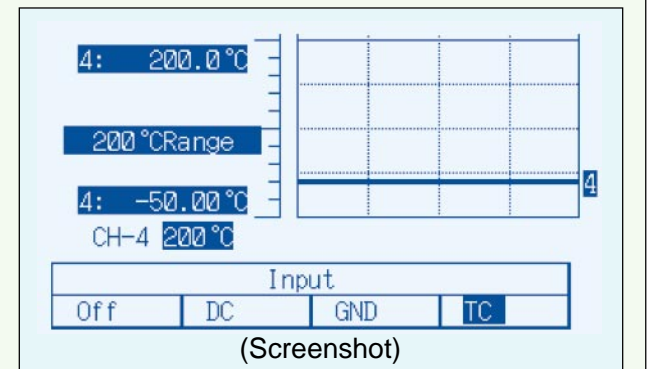 4: 200.0°C
200°CRange
4: -50.00°C
4
CH-4 200°C
Input
Off DC GND TC
(Screenshot)